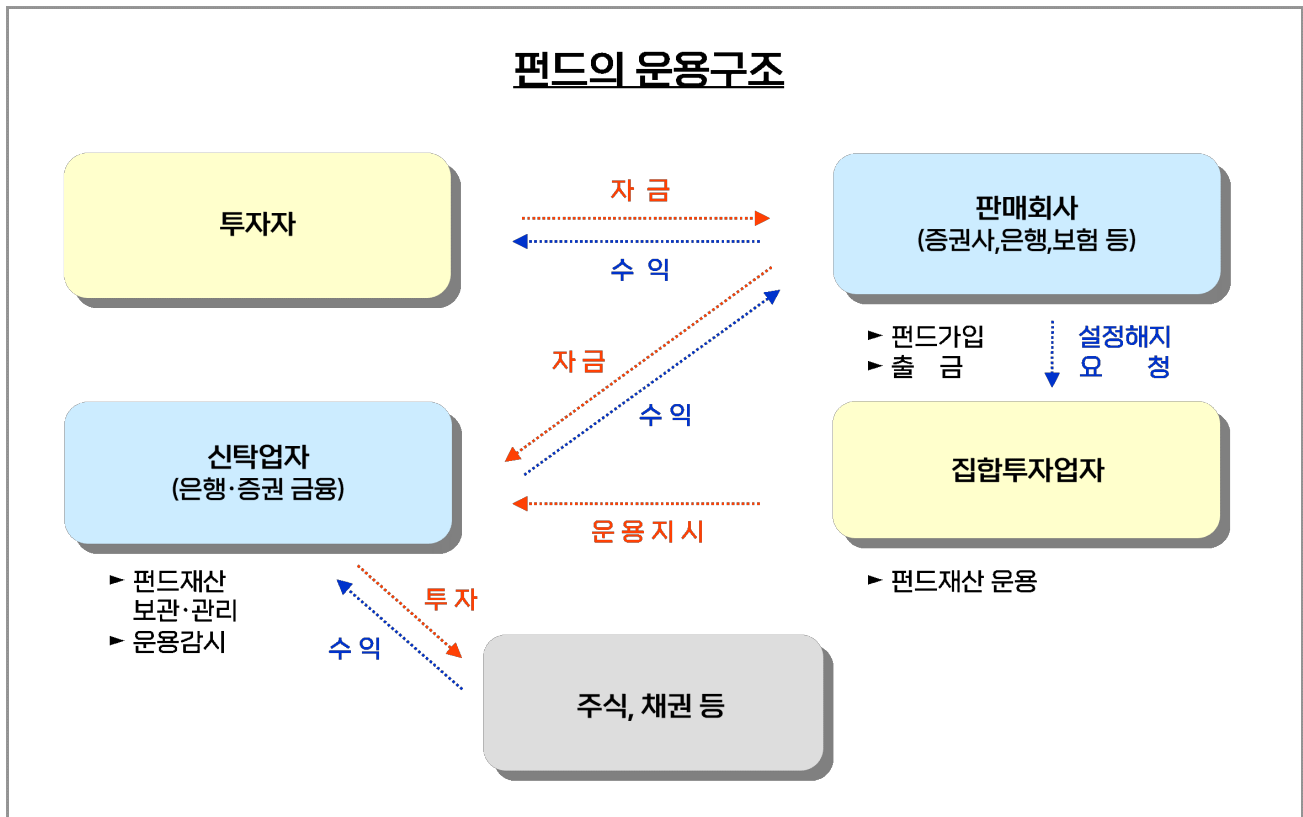 펀드의 운용구조
투자자
자 금
수 익
판매회사
(증권사,은행,보험 등)
► 펀드가입
► 출 금
설정해지
요 청
자 금
수 익
신탁업자
(은행·증권 금융)
집합투자업자
운 용 지 시
► 펀드재산
보관·관리
► 운용감시
► 펀드재산 운용
투 자
수 익
주식, 채권 등